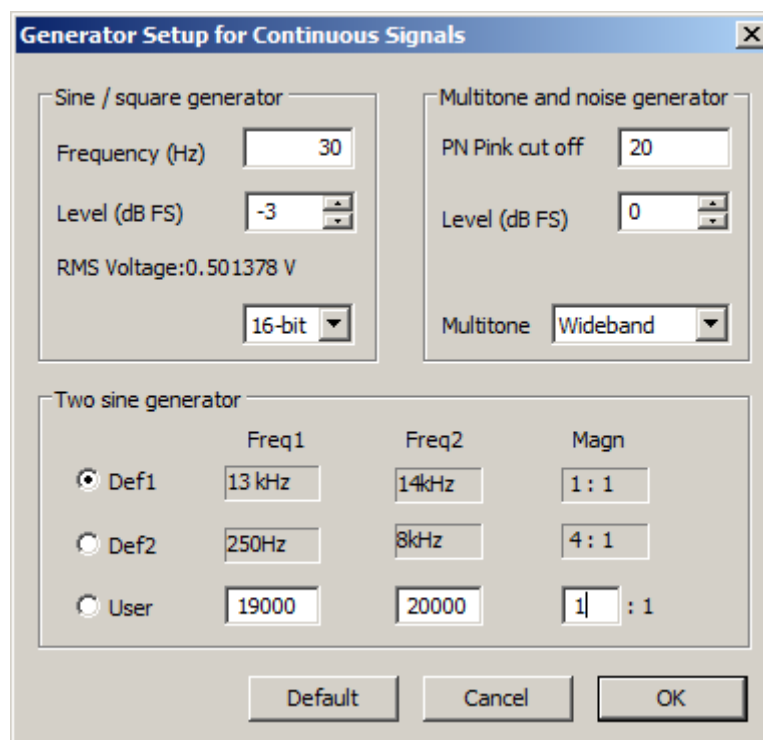 Generator Setup for Continuous Signals
Sine / square generator
Frequency (Hz) 30
Level (dB FS) -3
RMS Voltage:0.501378 V
16-bit
Multitone and noise generator
PN Pink cut off 20
Level (dB FS) 0
Multitone Wideband
Two sine generator
Freq1 Freq2 Magn
Def1 13 kHz 14kHz 1 : 1
Def2 250Hz 8kHz 4 : 1
User 19000 20000 1 : 1
Default Cancel OK